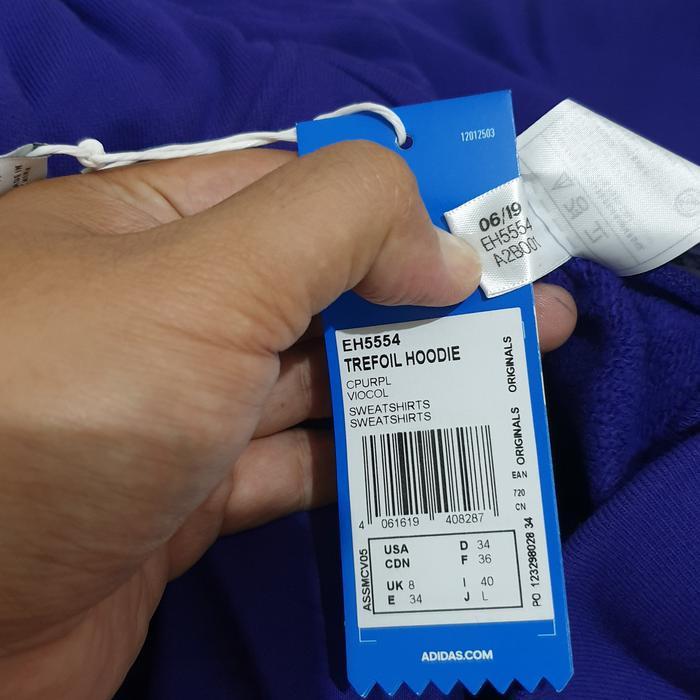 12012503
06/19
EH5554
A2B001
EH5554
TREFOIL HOODIE
CPURPL
VIOCOL
SWEATSHIRTS
SWEATSHIRTS
ORIGINALS
ORIGINALS
EAN
720
CN
4 061619 408287
ASSMCV05
PO 123298028 34
USA D 34
CDN F 36
UK 8 I 40
E 34 J L
ADIDAS.COM